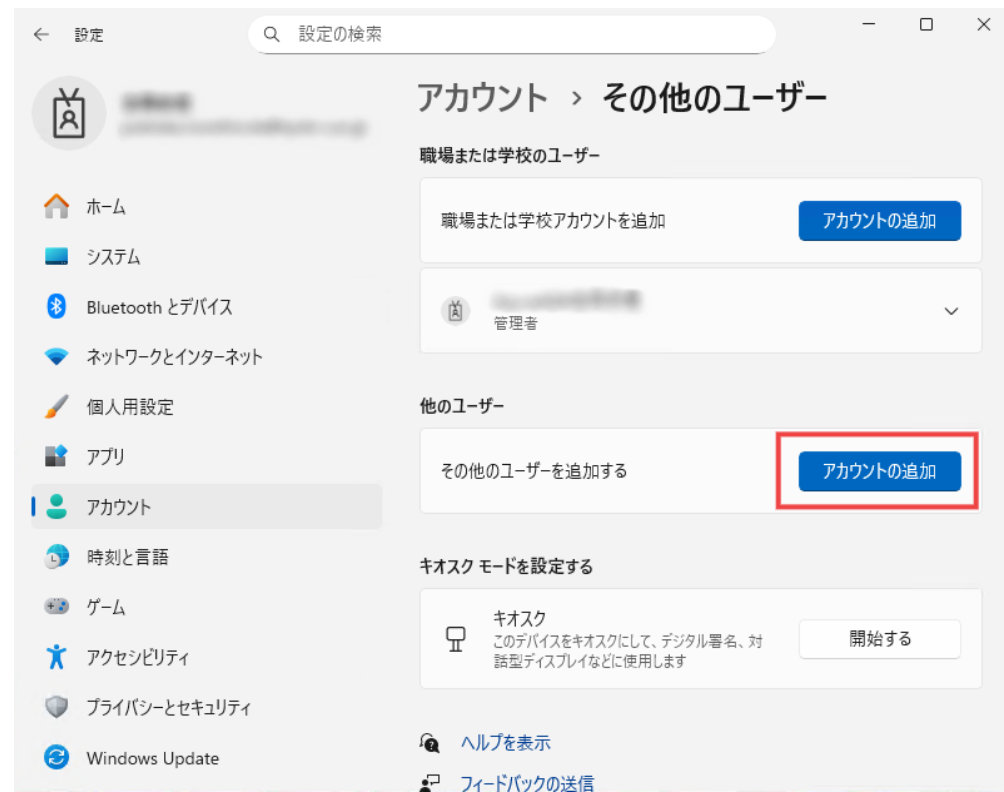 設定
設定の検索
ホーム
システム
Bluetooth とデバイス
ネットワークとインターネット
個人用設定
アプリ
アカウント
時刻と言語
ゲーム
アクセシビリティ
プライバシーとセキュリティ
Windows Update
アカウント › その他のユーザー
職場または学校のユーザー
職場または学校アカウントを追加
アカウントの追加
管理者
他のユーザー
その他のユーザーを追加する
アカウントの追加
キオスク モードを設定する
キオスク
このデバイスをキオスクにして、デジタル署名、対
話型ディスプレイなどに使用します
開始する
ヘルプを表示
フィードバックの送信